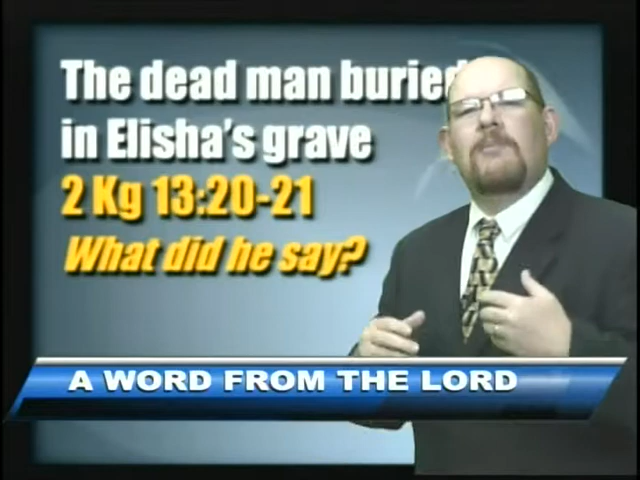 The dead man buried
in Elisha's grave
2 Kg 13:20-21
What did he say?
A WORD FROM THE LORD